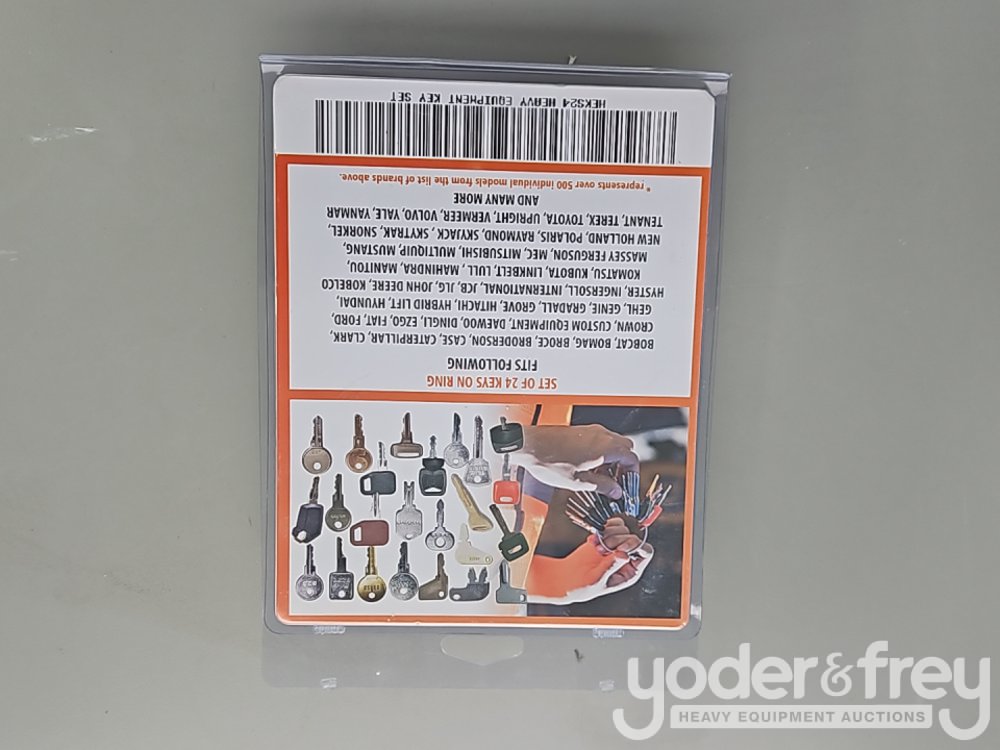 SET OF 24 KEYS ON RING
FITS FOLLOWING
BOBCAT, BOMAG, BROCE, BRODERSON, CASE, CATERPILLAR, CLARK,
CROWN, CUSTOM EQUIPMENT, DAEWOO, DINGLI, EZGO, FIAT, FORD,
GEHL, GENIE, GRADALL, GROVE, HITACHI, HYBRID LIFT, HYUNDAI,
HYSTER, INGERSOLL, INTERNATIONAL, JCB, JLG, JOHN DEERE, KOBELCO
KOMATSU, KUBOTA, LINKBELT, LULL , MAHINDRA, MANITOU,
MASSEY FERGUSON, MEC, MITSUBISHI, MULTIQUIP, MUSTANG,
NEW HOLLAND, POLARIS, RAYMOND, SKYJACK , SKYTRAK, SNORKEL,
TENANT, TEREX, TOYOTA, UPRIGHT, VERMEER, VOLVO, YALE, YANMAR
AND MANY MORE
*represents over 500 individual models from the list of brands above.
HEKS24 HEAVY EQUIPMENT KEY SET
yoder&frey
HEAVY EQUIPMENT AUCTIONS